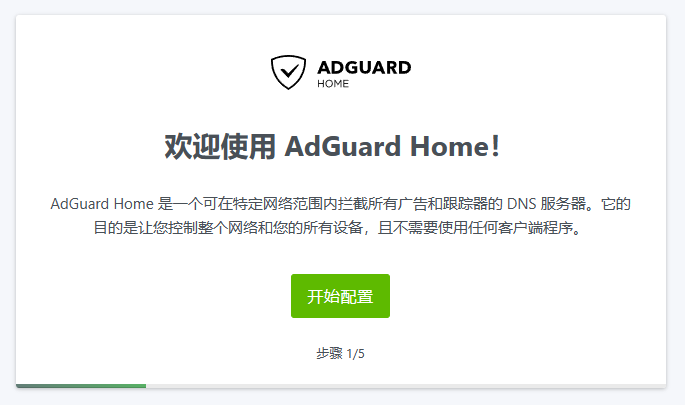 ADGUARD
HOME
欢迎使用 AdGuard Home！
AdGuard Home 是一个可在特定网络范围内拦截所有广告和跟踪器的 DNS 服务器。它的
目的是让您控制整个网络和您的所有设备，且不需要使用任何客户端程序。
开始配置
步骤 1/5